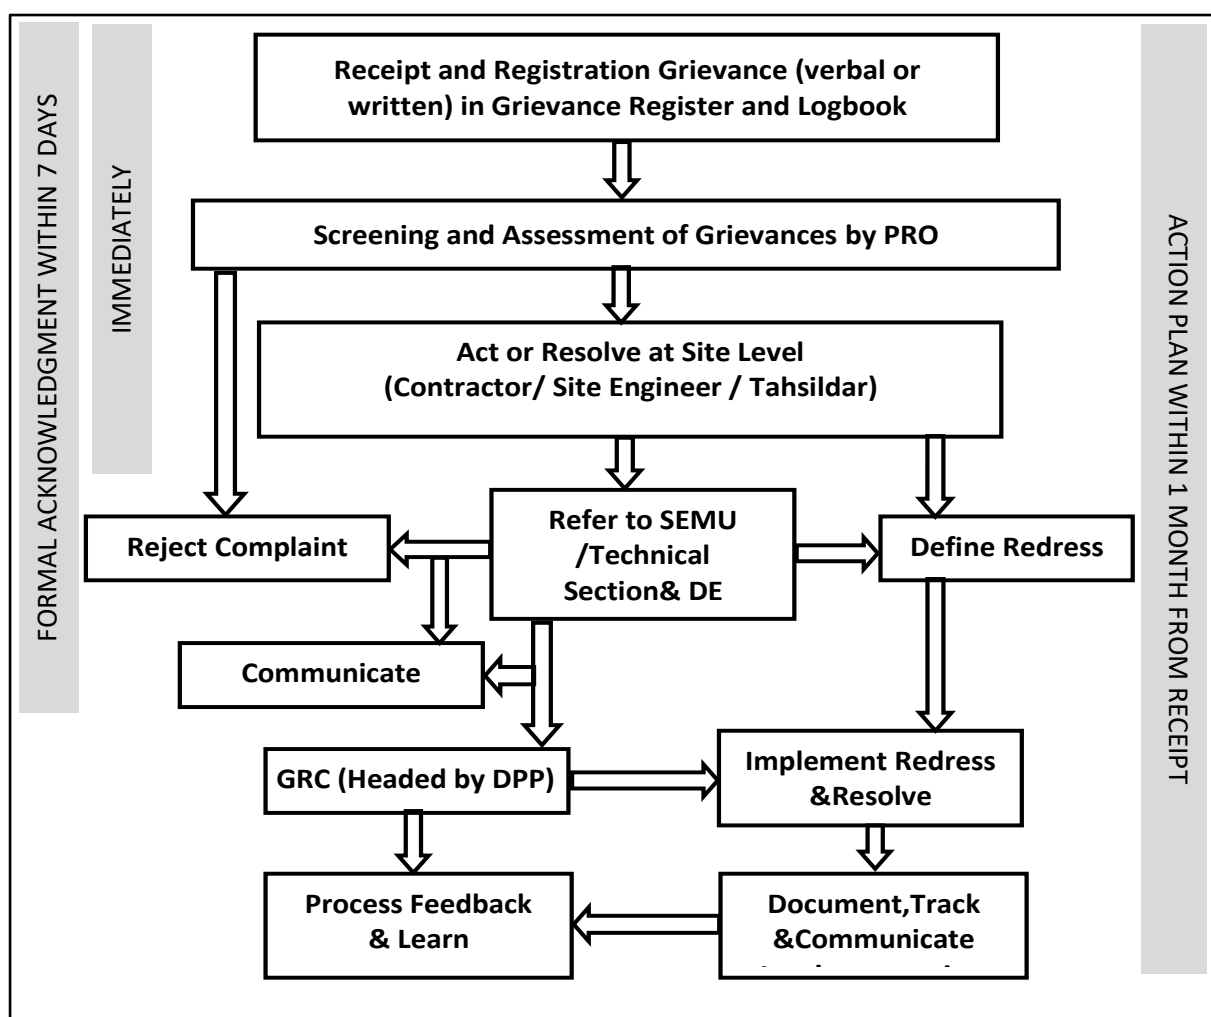 FORMAL ACKNOWLEDGMENT WITHIN 7 DAYS
IMMEDIATELY
Receipt and Registration Grievance (verbal or
written) in Grievance Register and Logbook
Screening and Assessment of Grievances by PRO
Act or Resolve at Site Level
(Contractor/ Site Engineer / Tahsildar)
Refer to SEMU
/Technical
Section& DE
Reject Complaint
Define Redress
Communicate
GRC (Headed by DPP)
Implement Redress
&Resolve
Process Feedback
& Learn
Document,Track
&Communicate
ACTION PLAN WITHIN 1 MONTH FROM RECEIPT